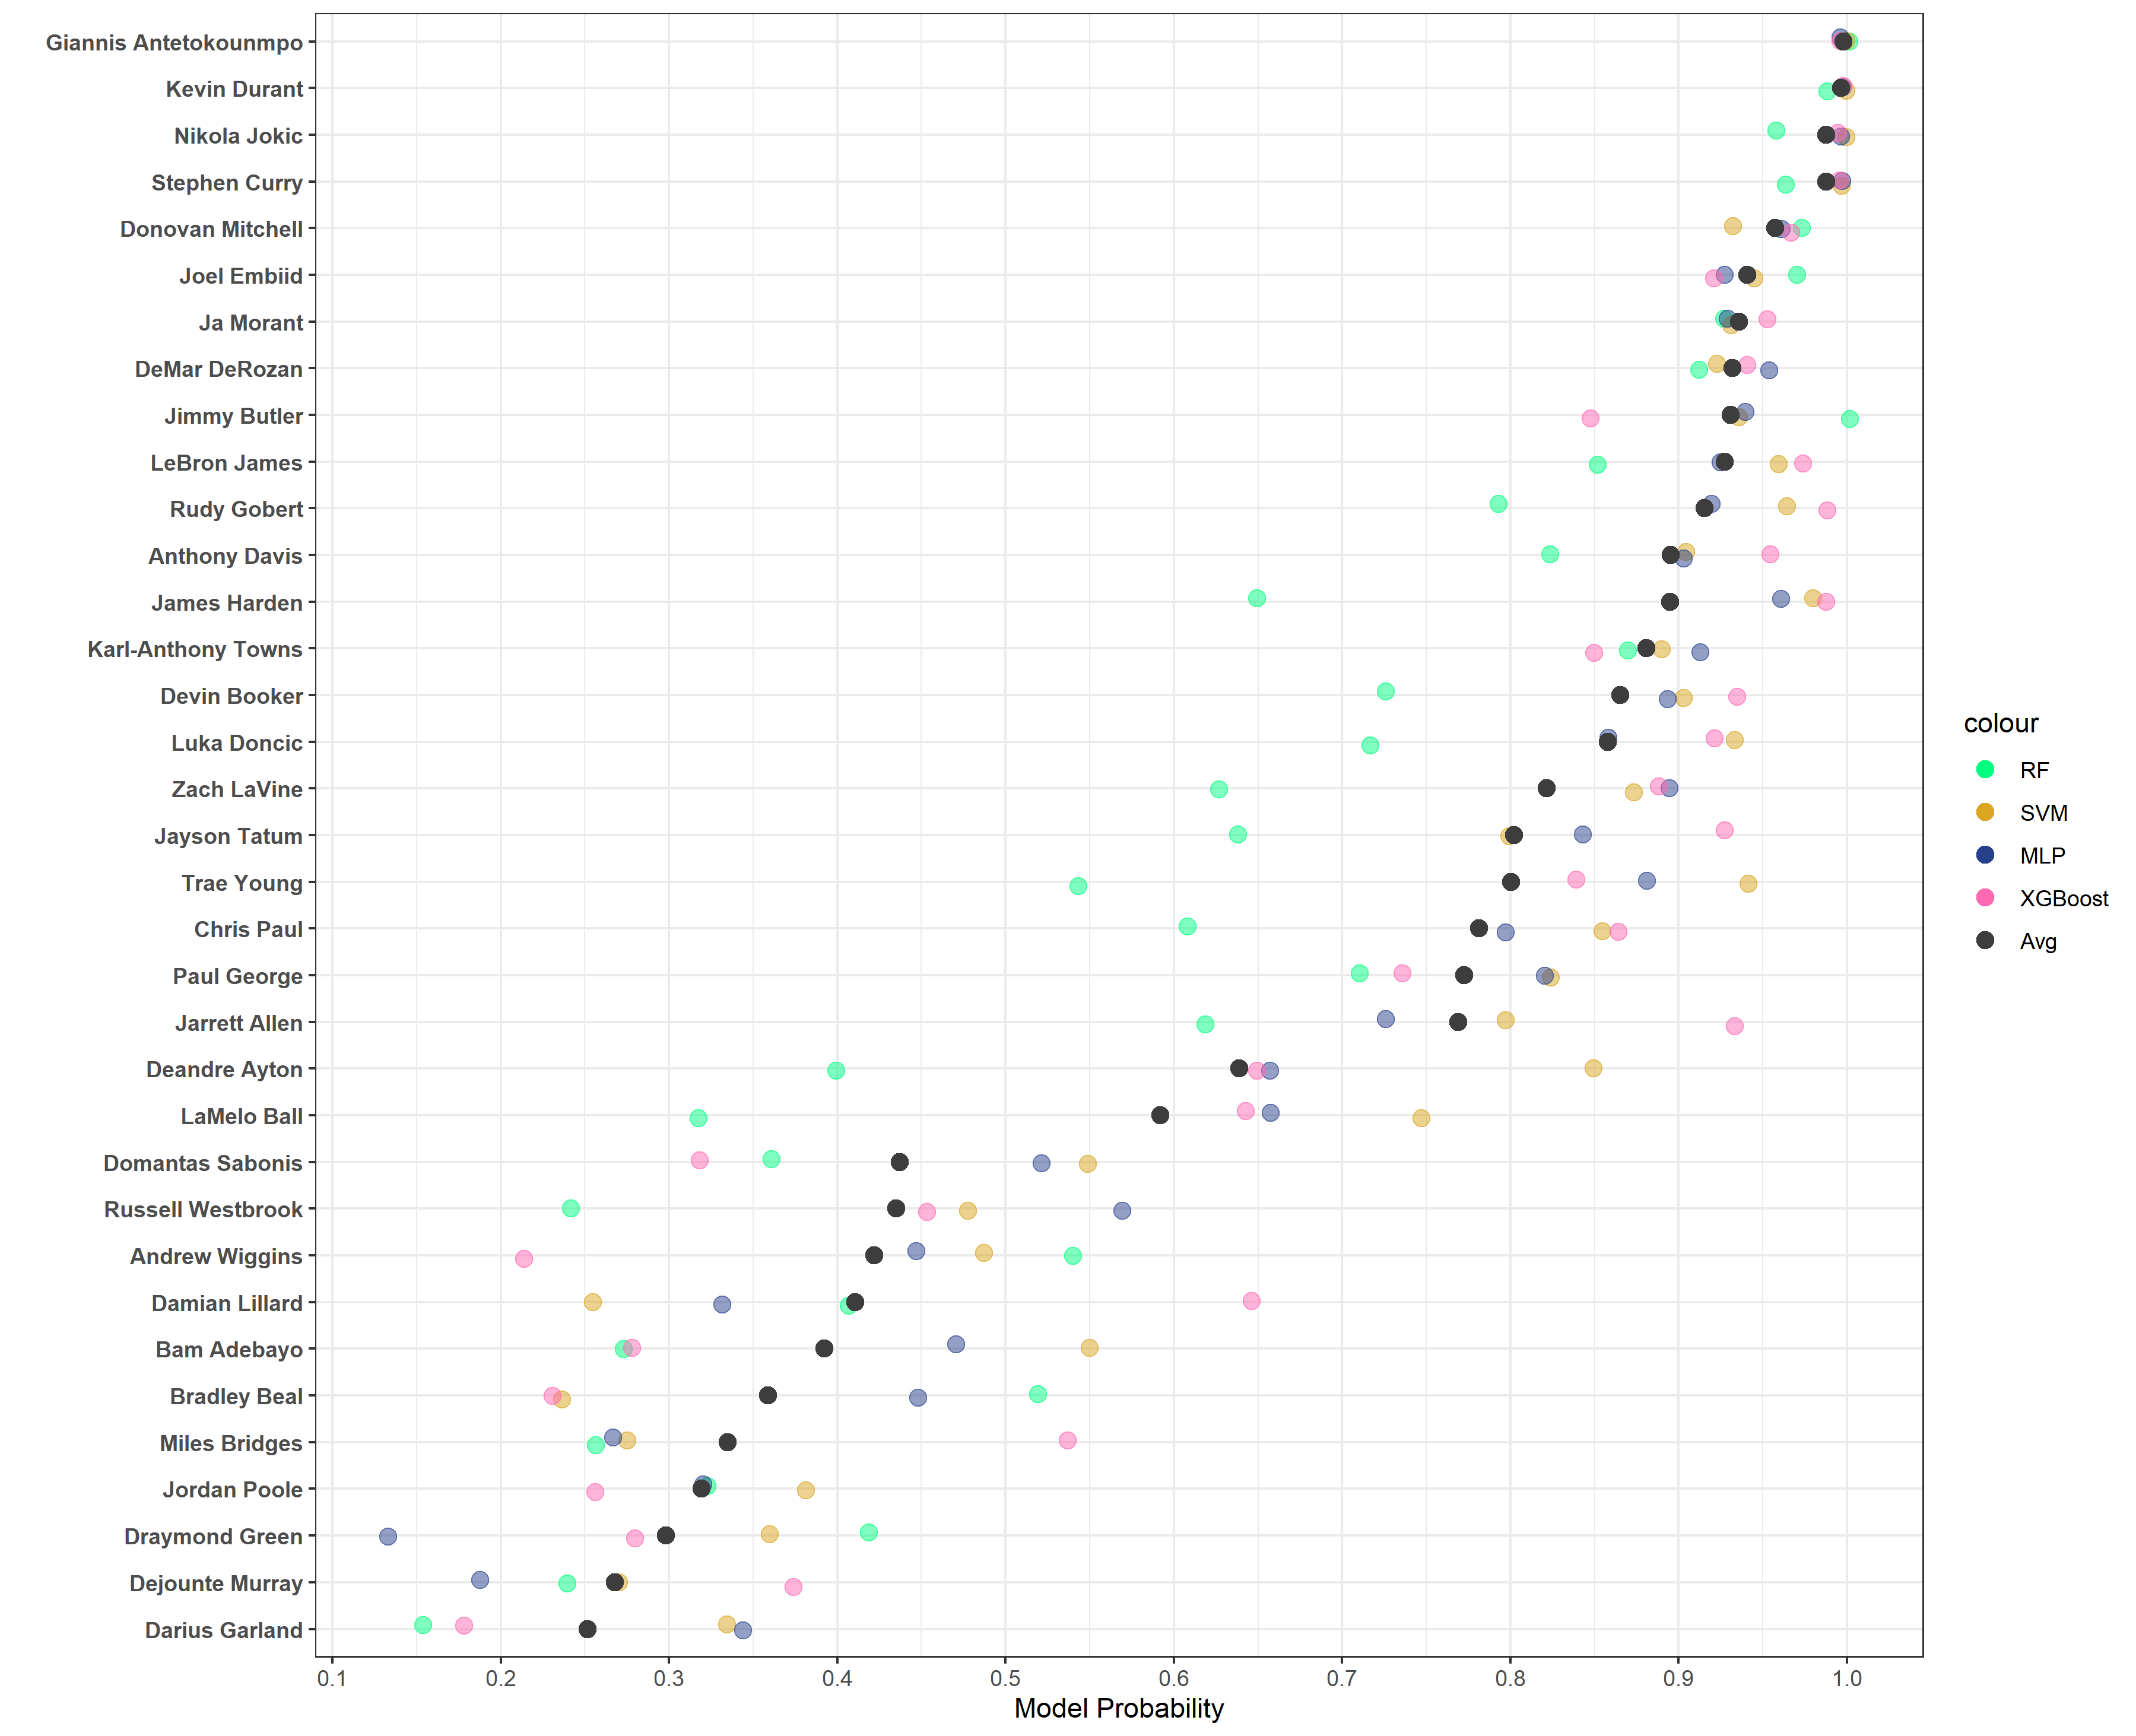 Giannis Antetokounmpo
Kevin Durant
Nikola Jokic
Stephen Curry
Donovan Mitchell
Joel Embiid
Ja Morant
DeMar DeRozan
Jimmy Butler
LeBron James
Rudy Gobert
Anthony Davis
James Harden
Karl-Anthony Towns
Devin Booker
Luka Doncic
Zach LaVine
Jayson Tatum
Trae Young
Chris Paul
Paul George
Jarrett Allen
Deandre Ayton
LaMelo Ball
Domantas Sabonis
Russell Westbrook
Andrew Wiggins
Damian Lillard
Bam Adebayo
Bradley Beal
Miles Bridges
Jordan Poole
Draymond Green
Dejounte Murray
Darius Garland
0.1 0.2 0.3 0.4 0.5 0.6 0.7 0.8 0.9 1.0
Model Probability
colour
RF
SVM
MLP
XGBoost
Avg